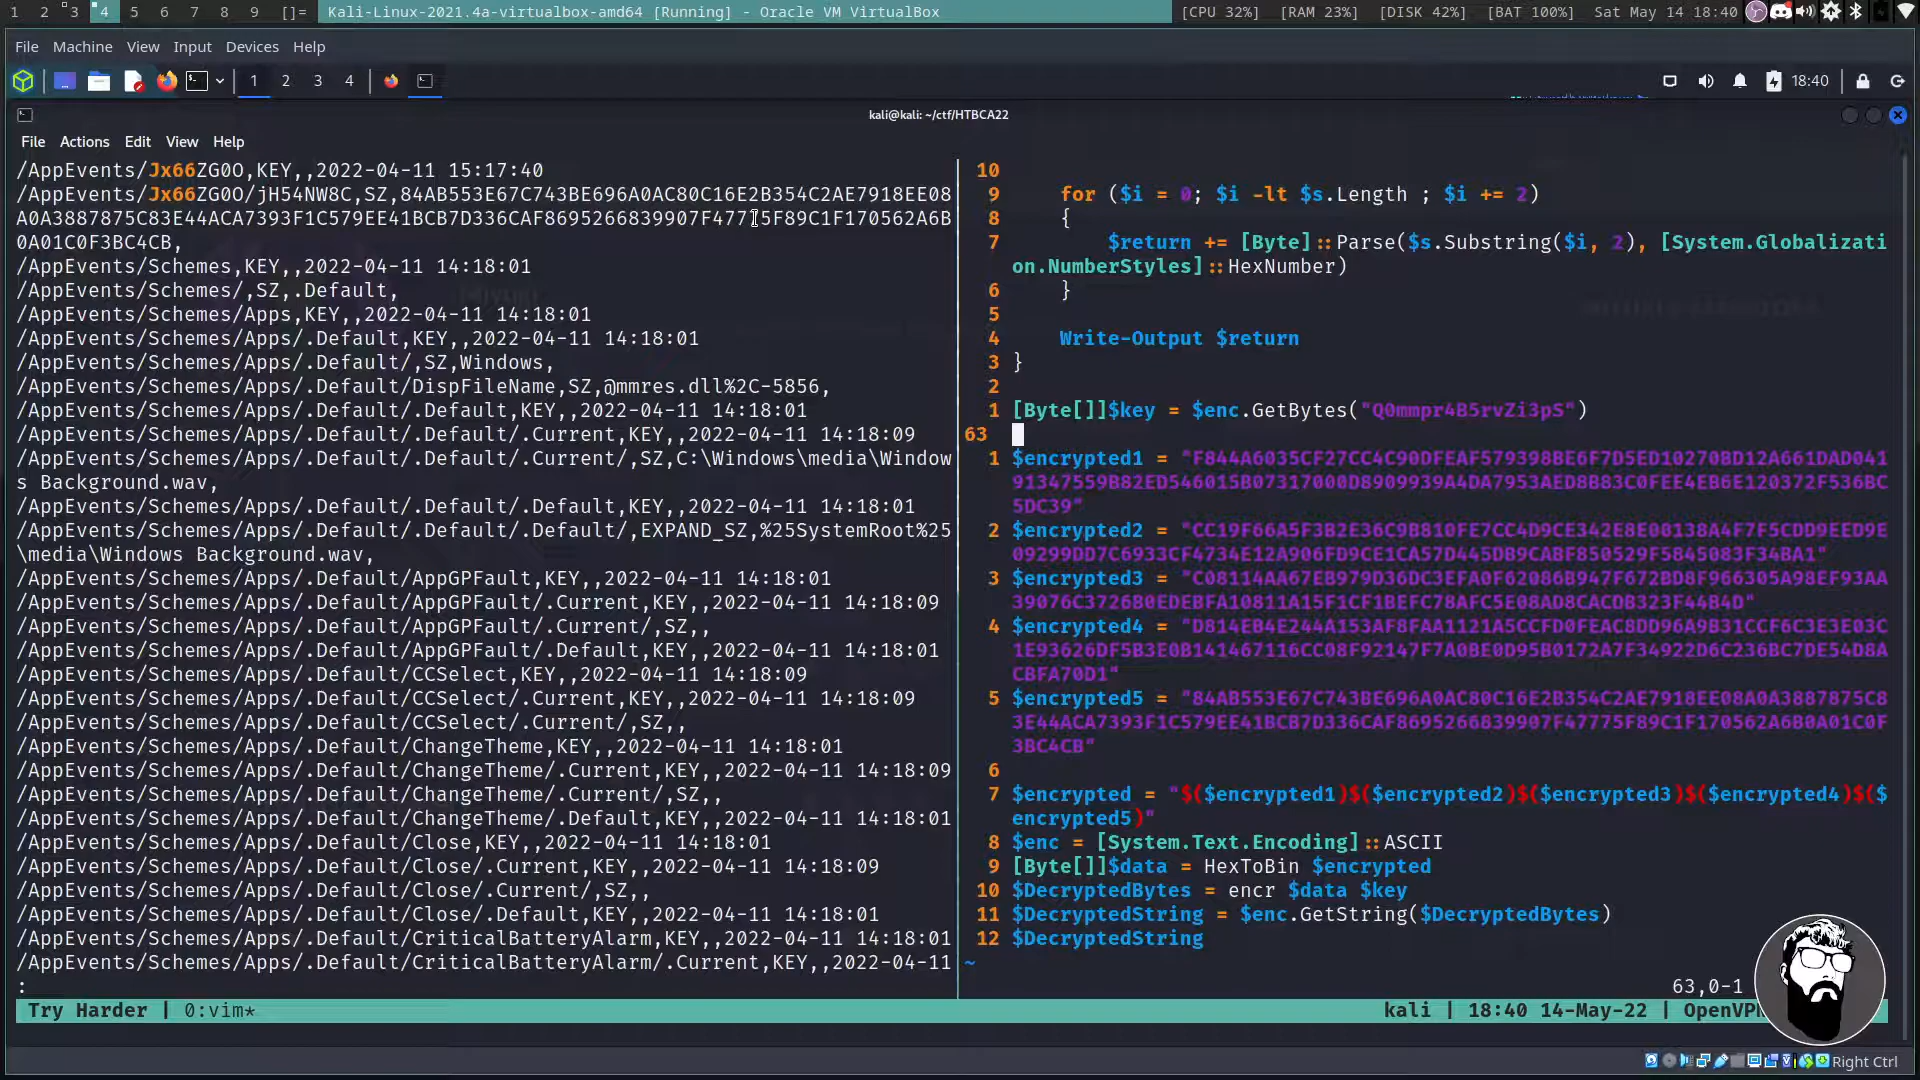 1 2 3 4 5 6 7 8 9 []= Kali-Linux-2021.4a-virtualbox-amd64 [Running] - Oracle VM VirtualBox [CPU 32%] [RAM 23%] [DISK 42%] [BAT 100%] Sat May 14 18:40
File Machine View Input Devices Help
1 2 3 4 18:40
kali@kali: ~/ctf/HTBCA22
File Actions Edit View Help
/AppEvents/Jx66ZG0O,KEY,,2022-04-11 15:17:40
/AppEvents/Jx66ZG0O/jH54NW8C,SZ,84AB553E67C743BE696A0AC80C16E2B354C2AE7918EE08
A0A3887875C83E44ACA7393F1C579EE41BCB7D336CAF8695266839907F47775F89C1F170562A6B
0A01C0F3BC4CB,
/AppEvents/Schemes,KEY,,2022-04-11 14:18:01
/AppEvents/Schemes/,SZ,.Default,
/AppEvents/Schemes/Apps,KEY,,2022-04-11 14:18:01
/AppEvents/Schemes/Apps/.Default,KEY,,2022-04-11 14:18:01
/AppEvents/Schemes/Apps/.Default/,SZ,Windows,
/AppEvents/Schemes/Apps/.Default/DispFileName,SZ,@mmres.dll%2C-5856,
/AppEvents/Schemes/Apps/.Default/.Default,KEY,,2022-04-11 14:18:01
/AppEvents/Schemes/Apps/.Default/.Default/.Current,KEY,,2022-04-11 14:18:09
/AppEvents/Schemes/Apps/.Default/.Default/.Current/,SZ,C:\Windows\media\Window
s Background.wav,
/AppEvents/Schemes/Apps/.Default/.Default/.Default,KEY,,2022-04-11 14:18:01
/AppEvents/Schemes/Apps/.Default/.Default/.Default/,EXPAND_SZ,%25SystemRoot%25
\media\Windows Background.wav,
/AppEvents/Schemes/Apps/.Default/AppGPFault,KEY,,2022-04-11 14:18:01
/AppEvents/Schemes/Apps/.Default/AppGPFault/.Current,KEY,,2022-04-11 14:18:09
/AppEvents/Schemes/Apps/.Default/AppGPFault/.Current/,SZ,,
/AppEvents/Schemes/Apps/.Default/AppGPFault/.Default,KEY,,2022-04-11 14:18:01
/AppEvents/Schemes/Apps/.Default/CCSelect,KEY,,2022-04-11 14:18:09
/AppEvents/Schemes/Apps/.Default/CCSelect/.Current,KEY,,2022-04-11 14:18:09
/AppEvents/Schemes/Apps/.Default/CCSelect/.Current/,SZ,,
/AppEvents/Schemes/Apps/.Default/ChangeTheme,KEY,,2022-04-11 14:18:01
/AppEvents/Schemes/Apps/.Default/ChangeTheme/.Current,KEY,,2022-04-11 14:18:09
/AppEvents/Schemes/Apps/.Default/ChangeTheme/.Current/,SZ,,
/AppEvents/Schemes/Apps/.Default/ChangeTheme/.Default,KEY,,2022-04-11 14:18:01
/AppEvents/Schemes/Apps/.Default/Close,KEY,,2022-04-11 14:18:01
/AppEvents/Schemes/Apps/.Default/Close/.Current,KEY,,2022-04-11 14:18:09
/AppEvents/Schemes/Apps/.Default/Close/.Current/,SZ,,
/AppEvents/Schemes/Apps/.Default/Close/.Default,KEY,,2022-04-11 14:18:01
/AppEvents/Schemes/Apps/.Default/CriticalBatteryAlarm,KEY,,2022-04-11 14:18:01
/AppEvents/Schemes/Apps/.Default/CriticalBatteryAlarm/.Current,KEY,,2022-04-11
:
10
9 for ($i = 0; $i -lt $s.Length ; $i += 2)
8 {
7 $return += [Byte]::Parse($s.Substring($i, 2), [System.Globalizati
on.NumberStyles]::HexNumber)
6 }
5
4 Write-Output $return
3 }
2
1 [Byte[]]$key = $enc.GetBytes("Q0mmpr4B5rvZi3pS")
63
1 $encrypted1 = "F844A6035CF27CC4C90DFEAF579398BE6F7D5ED10270BD12A661DAD041
91347559B82ED546015B07317000D8909939A4DA7953AED8B83C0FEE4EB6E120372F536BC
5DC39"
2 $encrypted2 = "CC19F66A5F3B2E36C9B810FE7CC4D9CE342E8E00138A4F7F5CDD9EED9E
09299DD7C6933CF4734E12A906FD9CE1CA57D445DB9CABF850529F5845083F34BA1"
3 $encrypted3 = "C08114AA67EB979D36DC3EFA0F62086B947F672BD8F966305A98EF93AA
39076C3726B0EDEBFA10811A15F1CF1BEFC78AFC5E08AD8CACDB323F44B4D"
4 $encrypted4 = "D814EB4E244A153AF8FAA1121A5CCFD0FEAC8DD96A9B31CCF6C3E3E03C
1E93626DF5B3E0B141467116CC08F92147F7A0BE0D95B0172A7F34922D6C236BC7DE54D8A
CBFA70D1"
5 $encrypted5 = "84AB553E67C743BE696A0AC80C16E2B354C2AE7918EE08A0A3887875C8
3E44ACA7393F1C579EE41BCB7D336CAF8695266839907F47775F89C1F170562A6B0A01C0F
3BC4CB"
6
7 $encrypted = "$($encrypted1)$($encrypted2)$($encrypted3)$($encrypted4)$($
encrypted5)"
8 $enc = [System.Text.Encoding]::ASCII
9 [Byte[]]$data = HexToBin $encrypted
10 $DecryptedBytes = encr $data $key
11 $DecryptedString = $enc.GetString($DecryptedBytes)
12 $DecryptedString
~
63,0-1
Try Harder | 0:vim* kali | 18:40 14-May-22 |
Right Ctrl